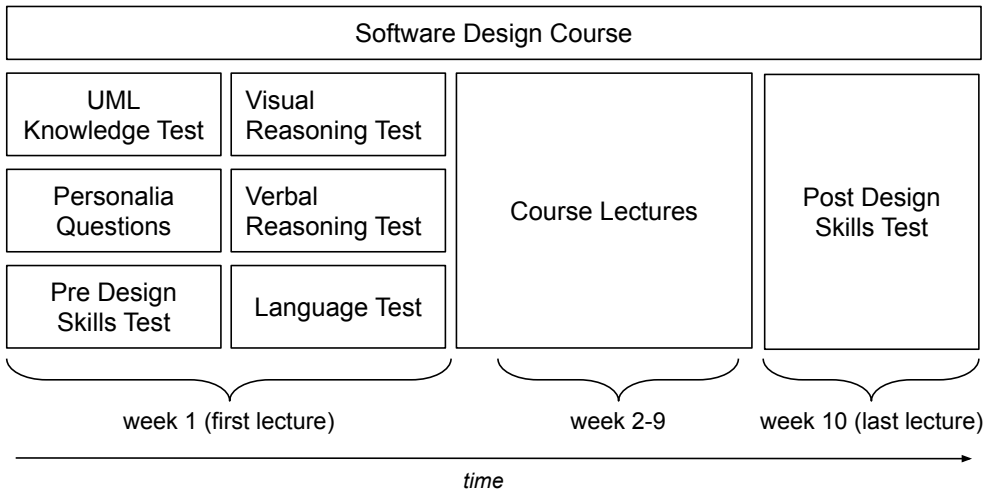 Software Design Course
UML
Knowledge Test
Visual
Reasoning Test
Personalia
Questions
Verbal
Reasoning Test
Pre Design
Skills Test
Language Test
Course Lectures
Post Design
Skills Test
week 1 (first lecture)
week 2-9
week 10 (last lecture)
time